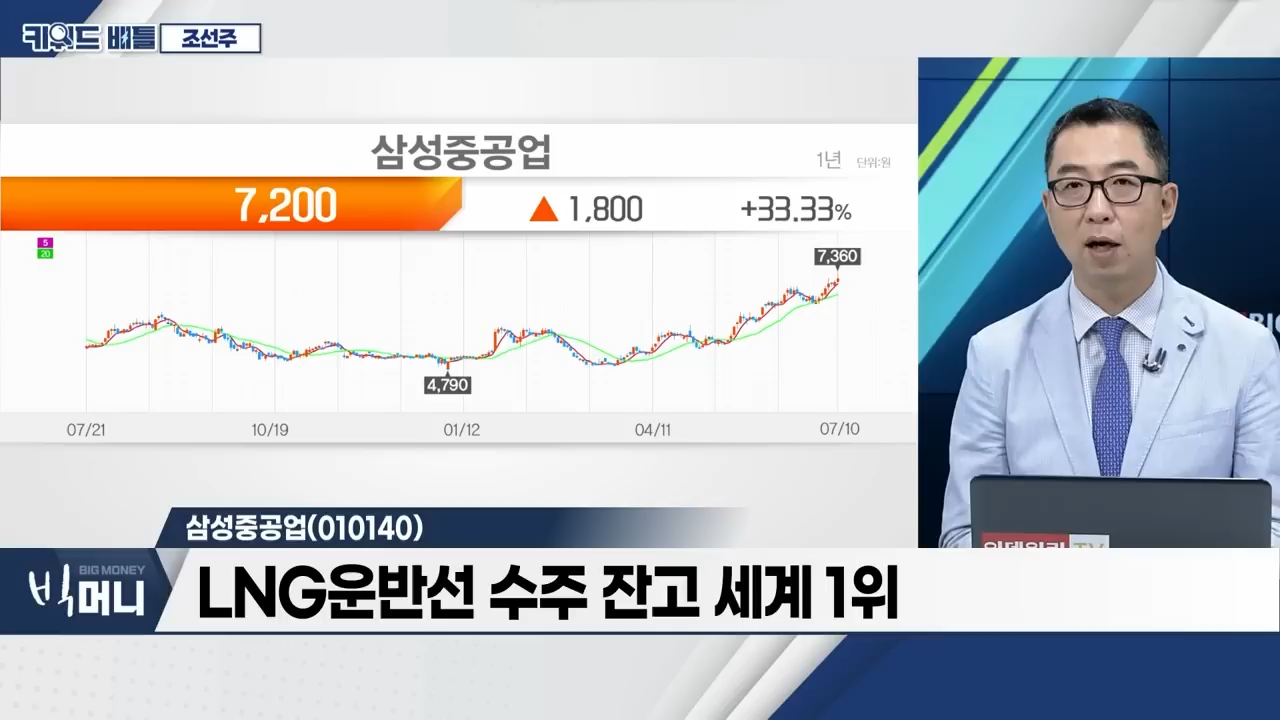 키워드 배틀 조선주
삼성중공업
1년 단위:원
7,200 ▲ 1,800 +33.33%
5
20
7,360
4,790
07/21 10/19 01/12 04/11 07/10
삼성중공업(010140)
BIG MONEY
빅머니
LNG운반선 수주 잔고 세계 1위